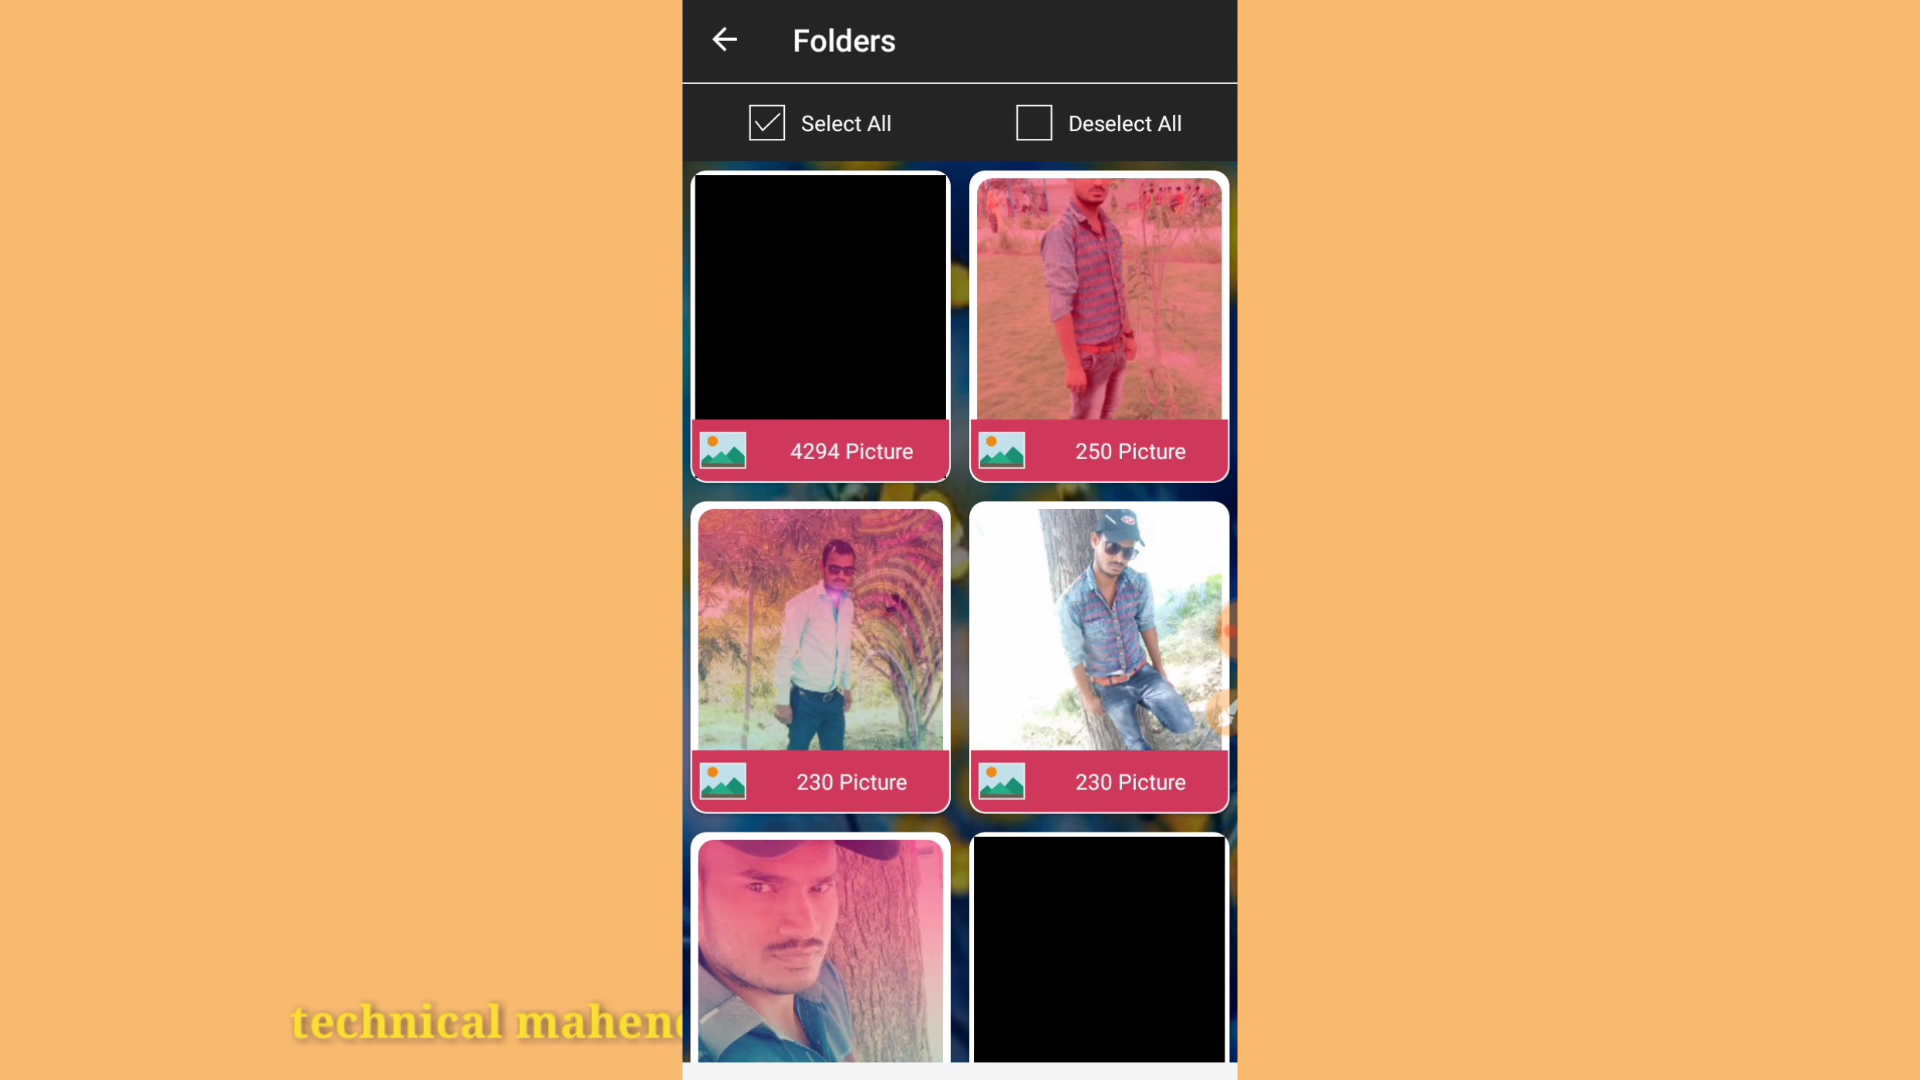 Folders
Select All
Deselect All
4294 Picture
250 Picture
230 Picture
230 Picture
technical mahen